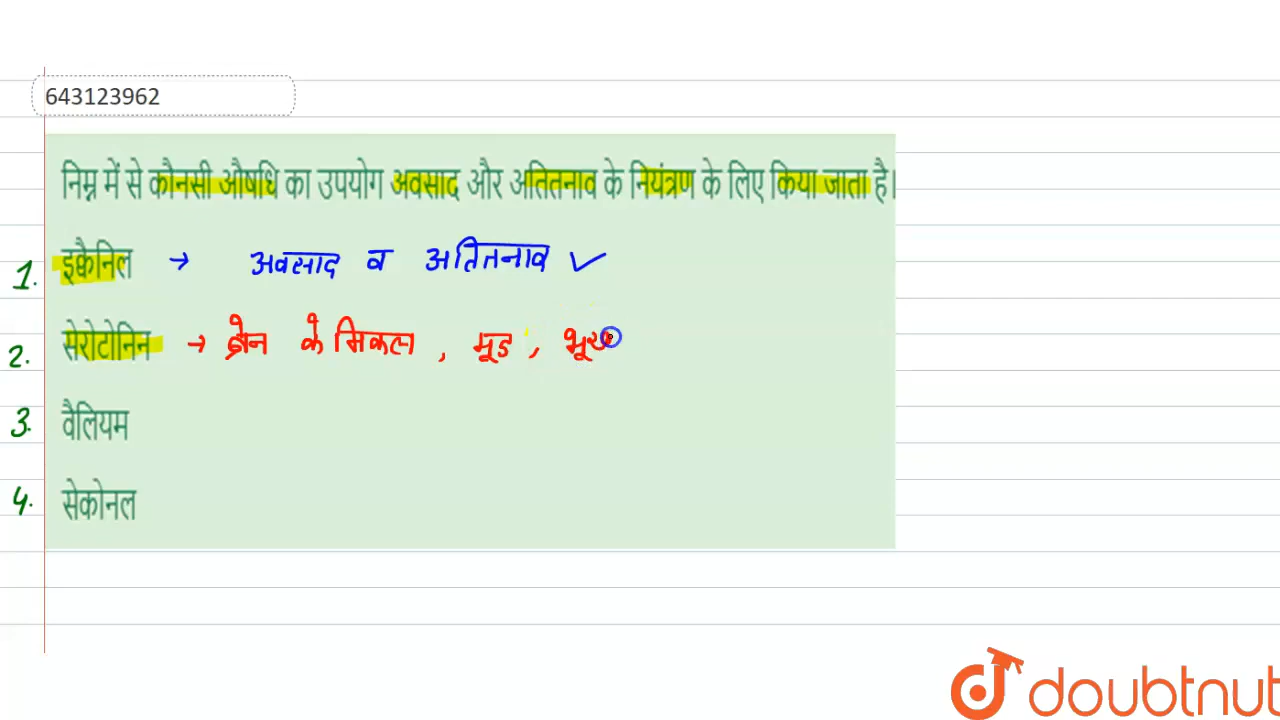 643123962
निम्न में से कौनसी औषधि का उपयोग अवसाद और अतितनाव के नियंत्रण के लिए किया जाता है।
1. इक्वैनिल → अवसाद व अतितनाव ✓
2. सेरोटोनिन → ब्रेन केमिकल, मूड, भूख
3. वैलियम
4. सेकोनल
doubtnut